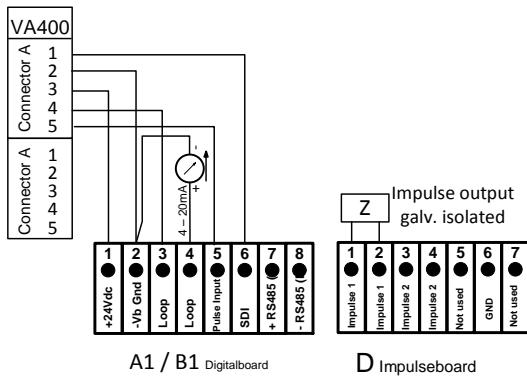 VA400
Connector A
1
2
3
4
5
Connector A
1
2
3
4
5
-
+
4 – 20mA
Z
Impulse output
galv. isolated
1 2 3 4 5 6 7 8
+24Vdc
-Vb Gnd
Loop
Loop
Pulse Input
SDI
+ RS485 (
- RS485 (
A1 / B1 Digitalboard
1 2 3 4 5 6 7
Impulse 1
Impulse 1
Impulse 2
Impulse 2
Not used
GND
Not used
D Impulseboard